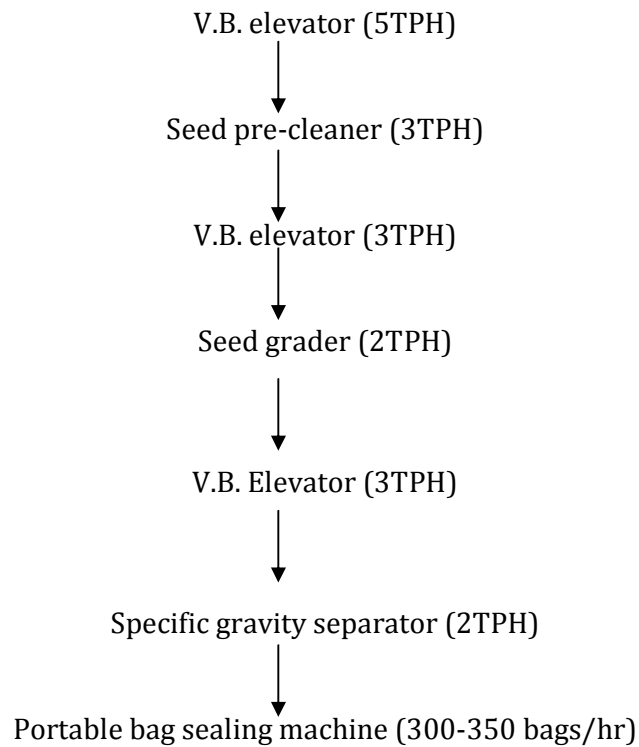 V.B. elevator (5TPH)
Seed pre-cleaner (3TPH)
V.B. elevator (3TPH)
Seed grader (2TPH)
V.B. Elevator (3TPH)
Specific gravity separator (2TPH)
Portable bag sealing machine (300-350 bags/hr)